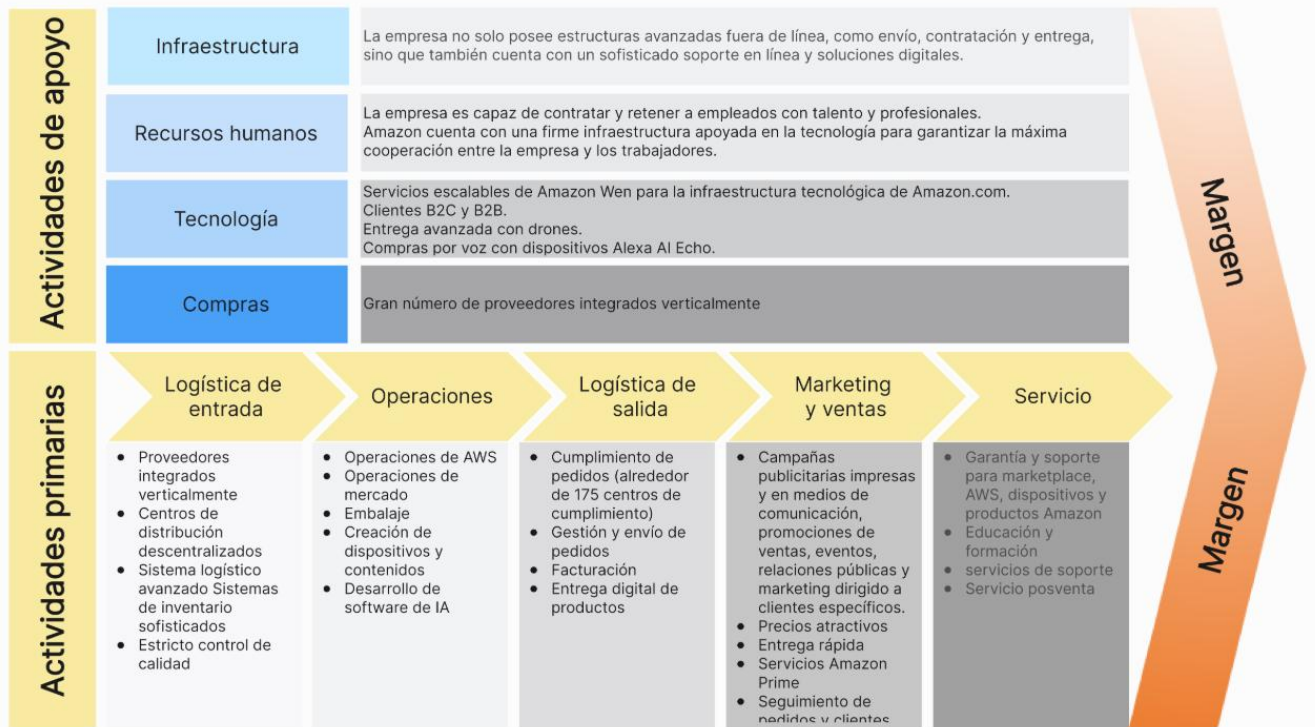 Actividades de apoyo
Infraestructura
La empresa no solo posee estructuras avanzadas fuera de línea, como envío, contratación y entrega,
sino que también cuenta con un sofisticado soporte en línea y soluciones digitales.
Recursos humanos
La empresa es capaz de contratar y retener a empleados con talento y profesionales.
Amazon cuenta con una firme infraestructura apoyada en la tecnología para garantizar la máxima
cooperación entre la empresa y los trabajadores.
Tecnología
Servicios escalables de Amazon Wen para la infraestructura tecnológica de Amazon.com.
Clientes B2C y B2B.
Entrega avanzada con drones.
Compras por voz con dispositivos Alexa AI Echo.
Compras
Gran número de proveedores integrados verticalmente
Margen
Actividades primarias
Logística de
entrada
● Proveedores
integrados
verticalmente
● Centros de
distribución
descentralizados
● Sistema logístico
avanzado Sistemas
de inventario
sofisticados
● Estricto control de
calidad
Operaciones
● Operaciones de AWS
● Operaciones de
mercado
● Embalaje
● Creación de
dispositivos y
contenidos
● Desarrollo de
software de IA
Logística de
salida
● Cumplimiento de
pedidos (alrededor
de 175 centros de
cumplimiento)
● Gestión y envío de
pedidos
● Facturación
● Entrega digital de
productos
Marketing
y ventas
● Campañas
publicitarias impresas
y en medios de
comunicación,
promociones de
ventas, eventos,
relaciones públicas y
marketing dirigido a
clientes específicos.
● Precios atractivos
● Entrega rápida
● Servicios Amazon
Prime
● Seguimiento de
pedidos y clientes
Servicio
● Garantía y soporte
para marketplace,
AWS, dispositivos y
productos Amazon
● Educación y
formación
● servicios de soporte
● Servicio posventa
Margen